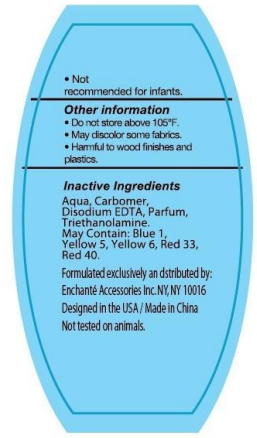 • Not
recommended for infants.
Other information
• Do not store above 105°F.
• May discolor some fabrics.
• Harmful to wood finishes and
plastics.
Inactive Ingredients
Aqua, Carbomer,
Disodium EDTA, Parfum,
Triethanolamine.
May Contain: Blue 1,
Yellow 5, Yellow 6, Red 33,
Red 40.
Formulated exclusively an dstributed by:
Enchanté Accessories Inc. NY, NY 10016
Designed in the USA / Made in China
Not tested on animals.